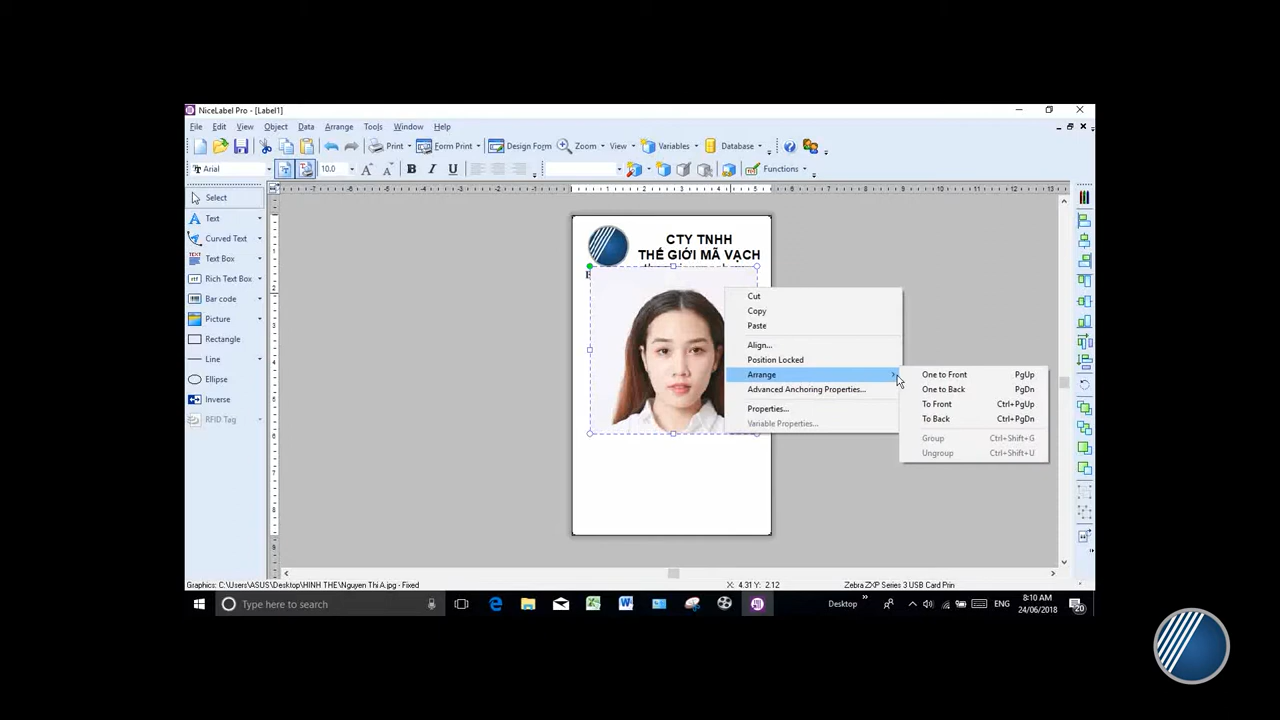 NiceLabel Pro - [Label1]
File Edit View Object Data Arrange Tools Window Help
Print Form Print Design Form Zoom View Variables Database
Arial 10.0 B I U Functions
Select
Text
Curved Text
Text Box
Rich Text Box
Bar code
Picture
Rectangle
Line
Ellipse
Inverse
RFID Tag
CTY TNHH
THẾ GIỚI MÃ VẠCH
Cut
Copy
Paste
Align...
Position Locked
Arrange
Advanced Anchoring Properties...
Properties...
Variable Properties...
One to Front PgUp
One to Back PgDn
To Front Ctrl+PgUp
To Back Ctrl+PgDn
Group Ctrl+Shift+G
Ungroup Ctrl+Shift+U
Graphics: C:\Users\ASUS\Desktop\HINH THE\Nguyen Thi A.jpg - Fixed X: 4.31 Y: 2.12 Zebra ZXP Series 3 USB Card Prin
Type here to search Desktop ENG 8:10 AM
24/06/2018 20